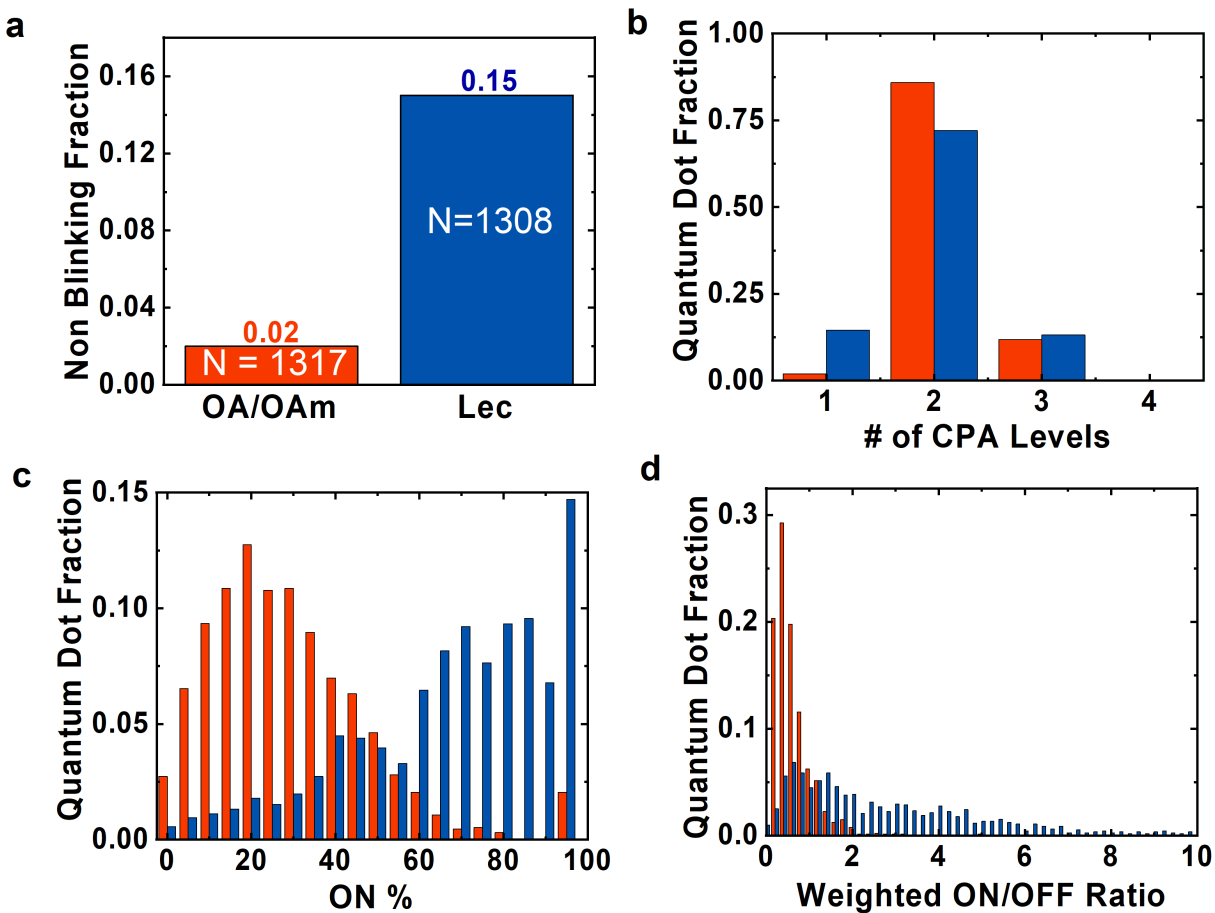 a
Non Blinking Fraction
0.16
0.12
0.08
0.04
0.00
0.02
N = 1317
0.15
N=1308
OA/OAm
Lec
b
Quantum Dot Fraction
1.00
0.75
0.50
0.25
0.00
1
2
3
4
# of CPA Levels
c
Quantum Dot Fraction
0.15
0.10
0.05
0.00
0
20
40
60
80
100
ON %
d
Quantum Dot Fraction
0.3
0.2
0.1
0.0
0
2
4
6
8
10
Weighted ON/OFF Ratio